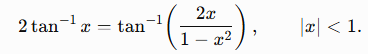 2 tan⁻¹ x = tan⁻¹ ( 2x / (1 − x²) ) ,   |x| < 1.